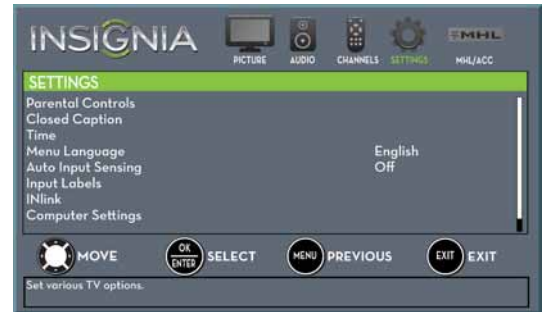 INSIGNIA
MHL
PICTURE AUDIO CHANNELS SETTINGS MHL/ACC
SETTINGS
Parental Controls
Closed Caption
Time
Menu Language English
Auto Input Sensing Off
Input Labels
INlink
Computer Settings
MOVE OK ENTER SELECT MENU PREVIOUS EXIT EXIT
Set various TV options.